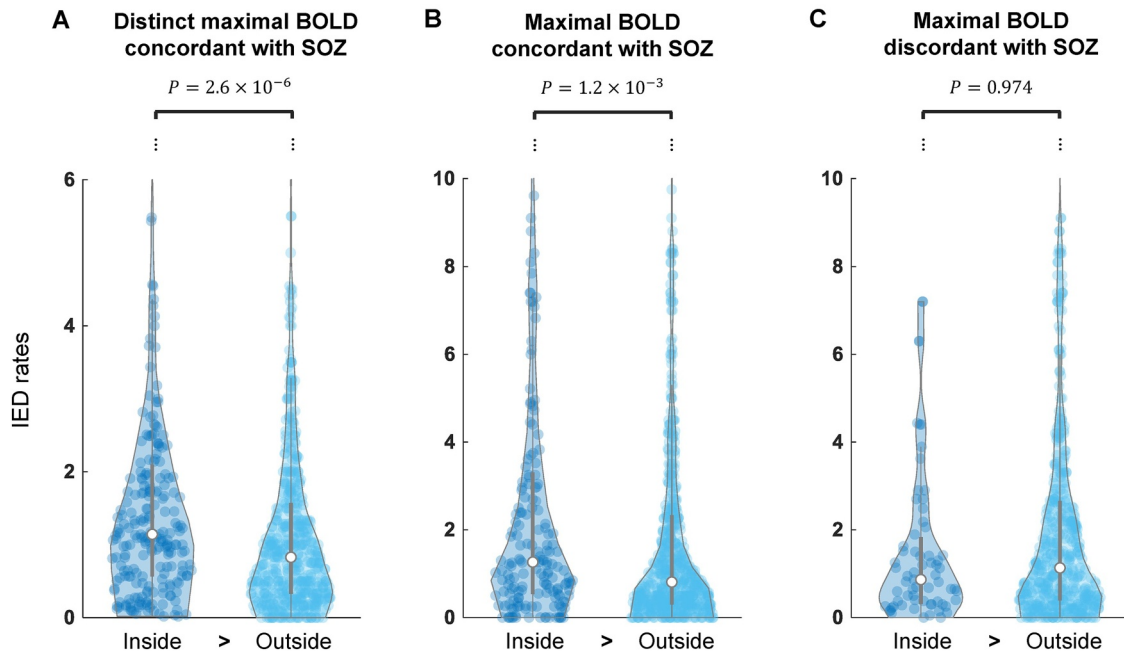 A
Distinct maximal BOLD
concordant with SOZ
P = 2.6 × 10⁻⁶
...
...
6
4
2
0
IED rates
Inside > Outside
B
Maximal BOLD
concordant with SOZ
P = 1.2 × 10⁻³
...
...
10
8
6
4
2
0
Inside > Outside
C
Maximal BOLD
discordant with SOZ
P = 0.974
...
...
10
8
6
4
2
0
Inside > Outside